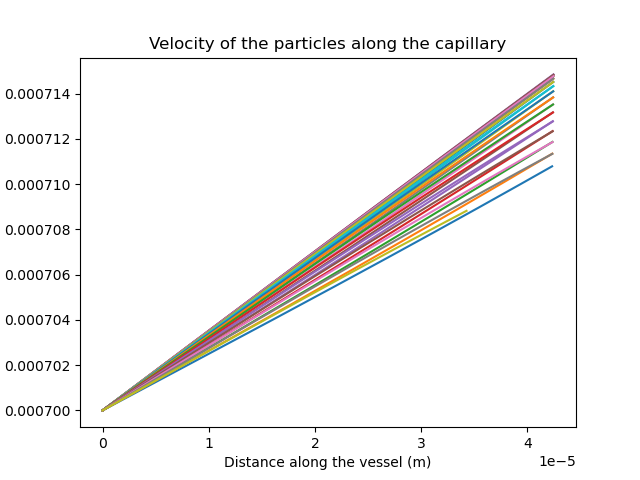 Velocity of the particles along the capillary
0.000714
0.000712
0.000710
0.000708
0.000706
0.000704
0.000702
0.000700
0 1 2 3 4
1e−5
Distance along the vessel (m)